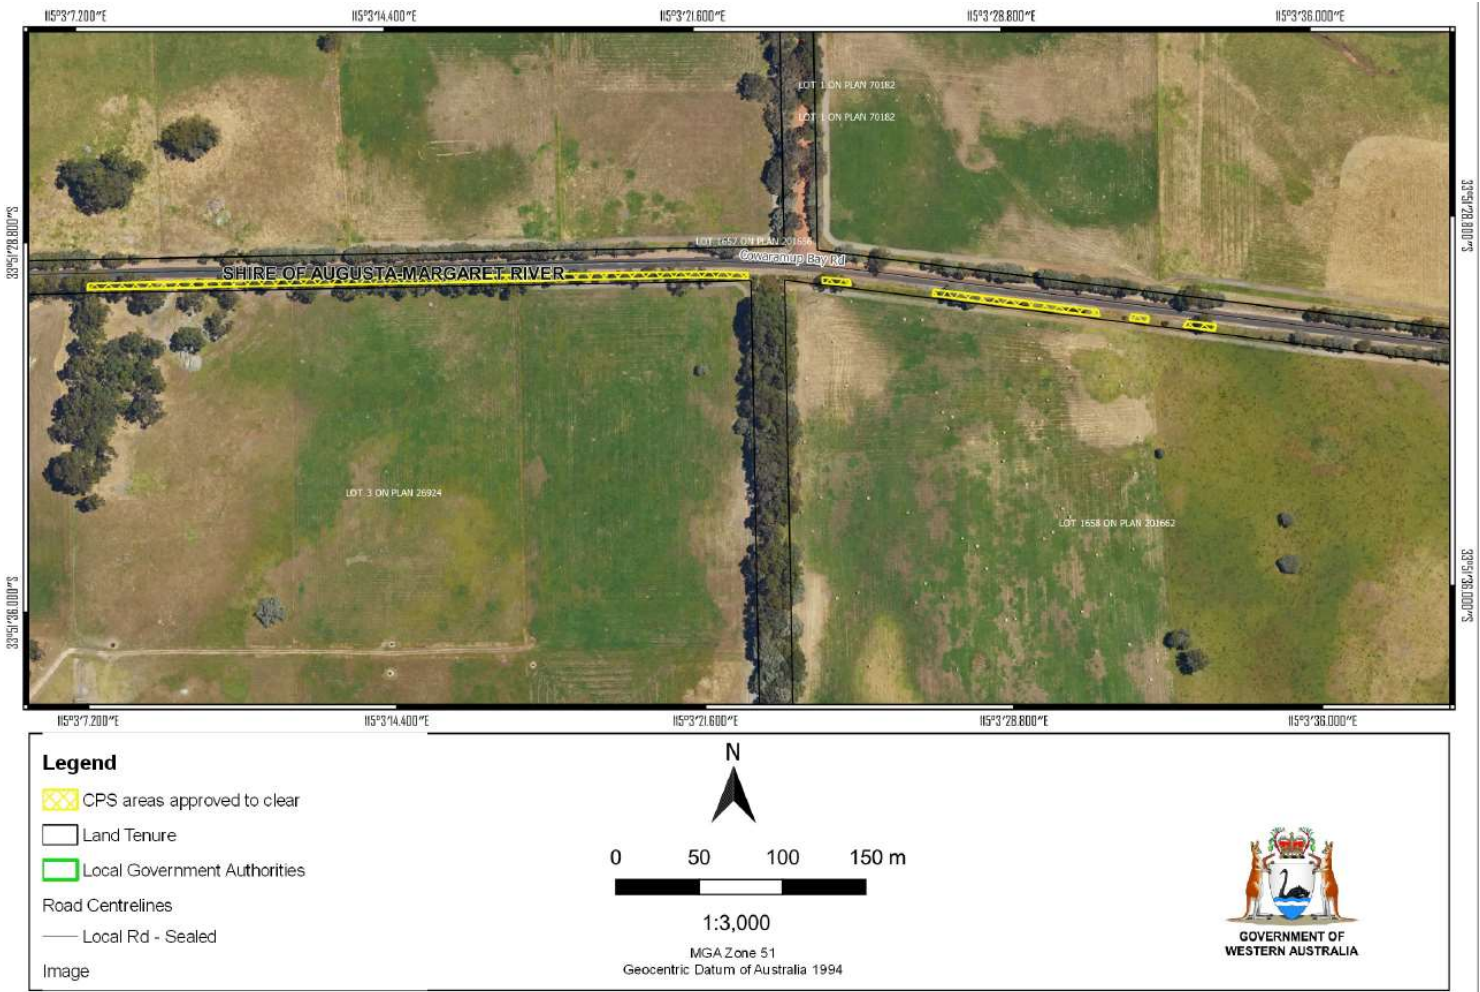 115°3'7.200"E 115°3'14.400"E 115°3'21.600"E 115°3'28.800"E 115°3'36.000"E
33°51'28.800"S
33°51'28.800"S
LOT 1 ON PLAN 70182
LOT 1 ON PLAN 70182
LOT 1657 ON PLAN 201656
Cowaramup Bay Rd
SHIRE OF AUGUSTA-MARGARET RIVER
LOT 3 ON PLAN 26924
LOT 1658 ON PLAN 201662
33°51'36.000"S
33°51'36.000"S
115°3'7.200"E 115°3'14.400"E 115°3'21.600"E 115°3'28.800"E 115°3'36.000"E
Legend
CPS areas approved to clear
Land Tenure
Local Government Authorities
Road Centrelines
Local Rd - Sealed
Image
N
0 50 100 150 m
1:3,000
MGA Zone 51
Geocentric Datum of Australia 1994
GOVERNMENT OF
WESTERN AUSTRALIA